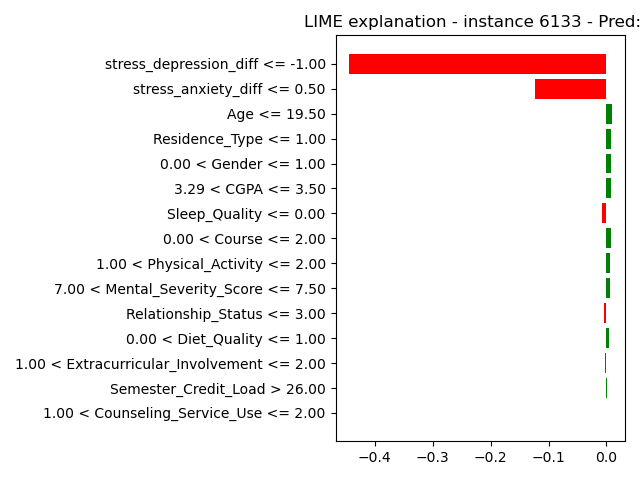 LIME explanation - instance 6133 - Pred:
stress_depression_diff <= -1.00
stress_anxiety_diff <= 0.50
Age <= 19.50
Residence_Type <= 1.00
0.00 < Gender <= 1.00
3.29 < CGPA <= 3.50
Sleep_Quality <= 0.00
0.00 < Course <= 2.00
1.00 < Physical_Activity <= 2.00
7.00 < Mental_Severity_Score <= 7.50
Relationship_Status <= 3.00
0.00 < Diet_Quality <= 1.00
1.00 < Extracurricular_Involvement <= 2.00
Semester_Credit_Load > 26.00
1.00 < Counseling_Service_Use <= 2.00
−0.4 −0.3 −0.2 −0.1 0.0